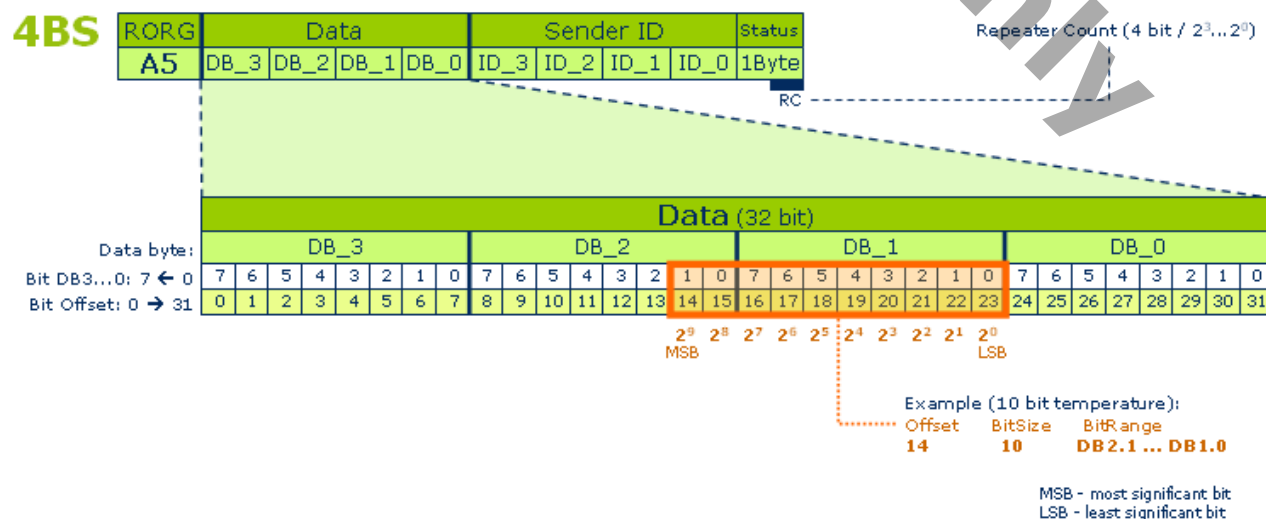 4BS
RORG Data Sender ID Status
A5 DB_3 DB_2 DB_1 DB_0 ID_3 ID_2 ID_1 ID_0 1Byte
Repeater Count (4 bit / 2³...2⁰)
RC
Data (32 bit)
Data byte: DB_3 DB_2 DB_1 DB_0
Bit DB3...0: 7 ← 0 7 6 5 4 3 2 1 0 7 6 5 4 3 2 1 0 7 6 5 4 3 2 1 0 7 6 5 4 3 2 1 0
Bit Offset: 0 → 31 0 1 2 3 4 5 6 7 8 9 10 11 12 13 14 15 16 17 18 19 20 21 22 23 24 25 26 27 28 29 30 31
2⁹ 2⁸ 2⁷ 2⁶ 2⁵ 2⁴ 2³ 2² 2¹ 2⁰
MSB LSB
Example (10 bit temperature):
Offset BitSize BitRange
14 10 DB2.1 ... DB1.0
MSB - most significant bit
LSB - least significant bit